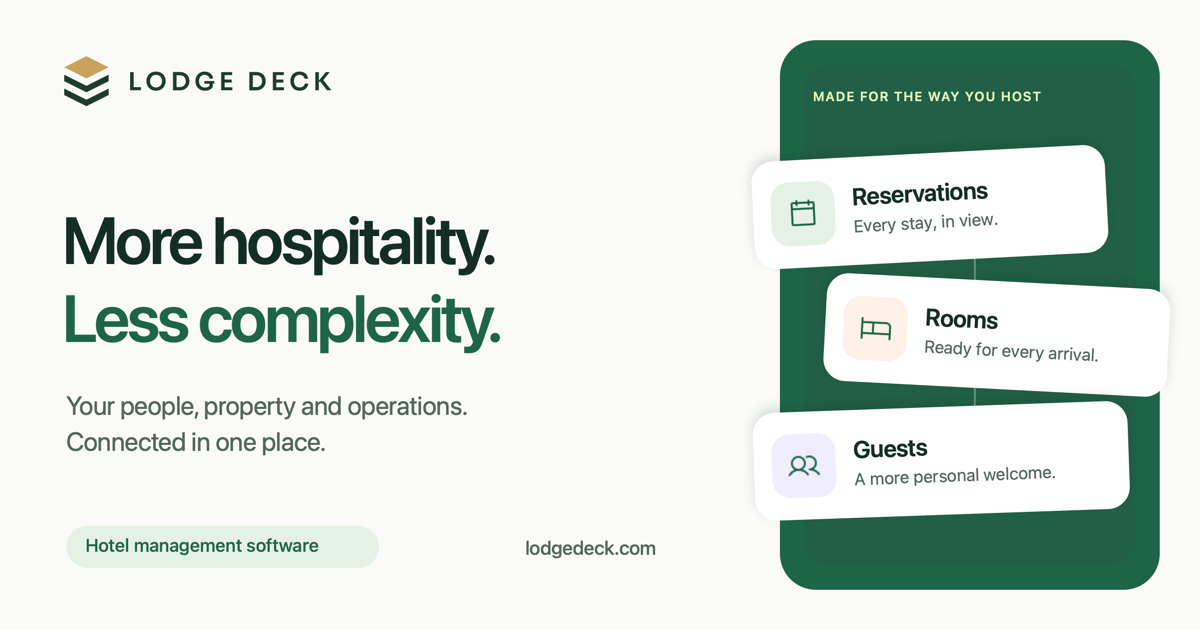 LODGE DECK
More hospitality.
Less complexity.
Your people, property and operations.
Connected in one place.
Hotel management software
lodgedeck.com
MADE FOR THE WAY YOU HOST
Reservations
Every stay, in view.
Rooms
Ready for every arrival.
Guests
A more personal welcome.